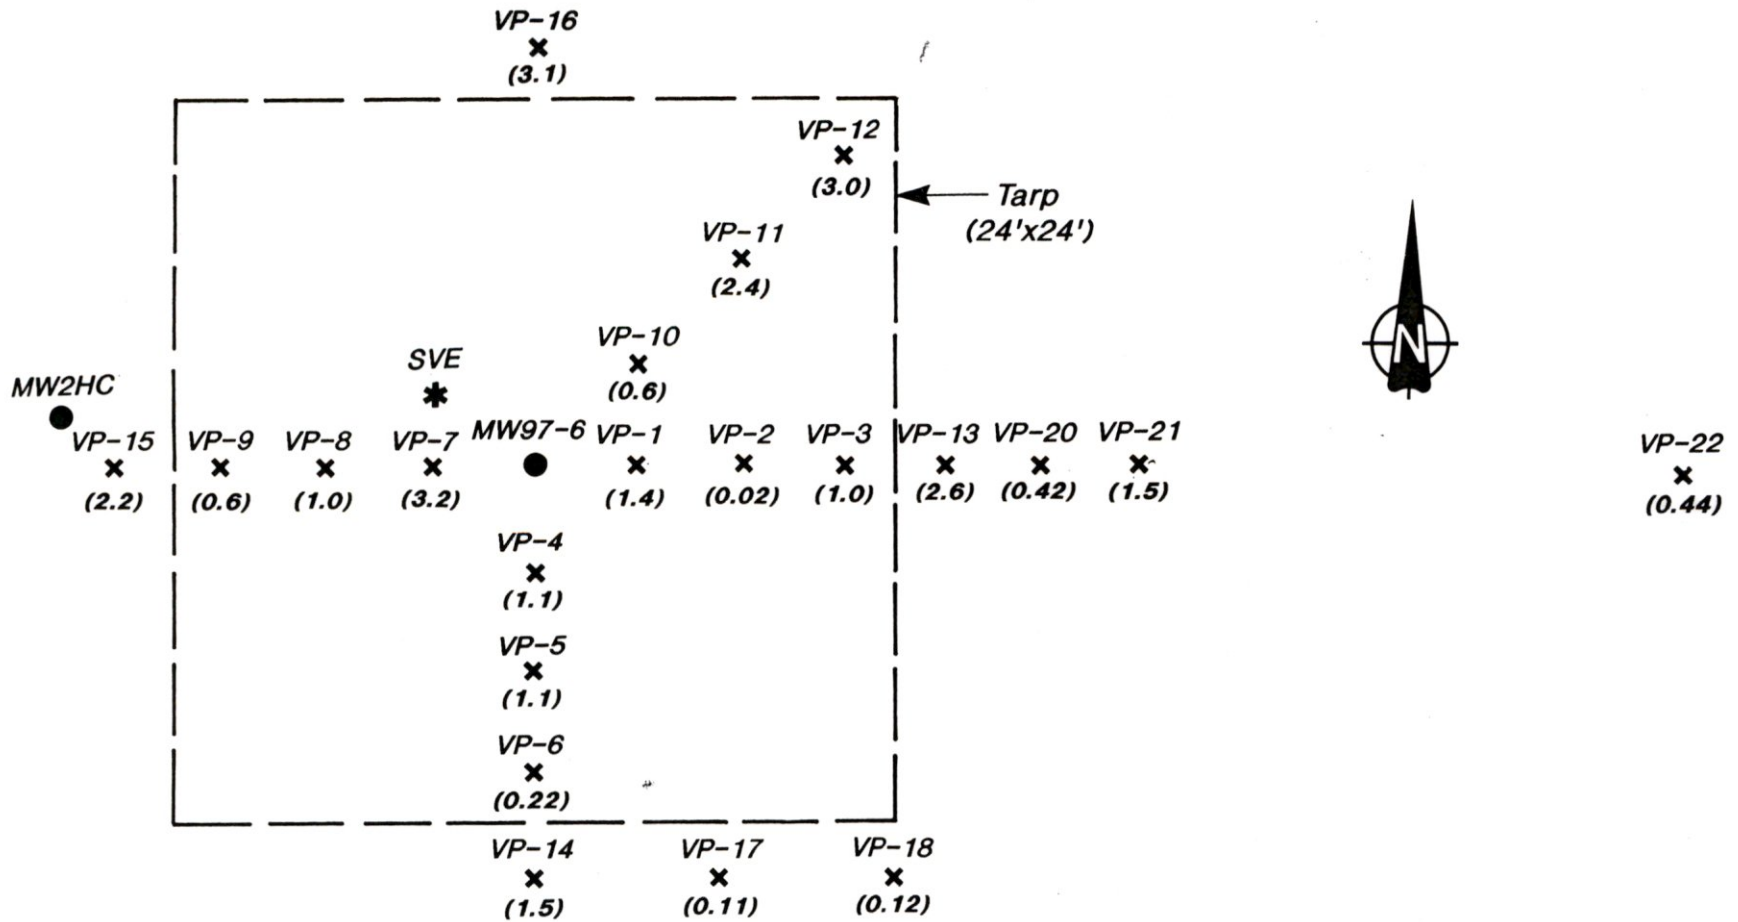 VP-16
(3.1)
VP-12
(3.0)
Tarp
(24'x24')
VP-11
(2.4)
VP-10
(0.6)
SVE
N
MW2HC
VP-15
(2.2)
VP-9
(0.6)
VP-8
(1.0)
VP-7
(3.2)
MW97-6
VP-1
(1.4)
VP-2
(0.02)
VP-3
(1.0)
VP-13
(2.6)
VP-20
(0.42)
VP-21
(1.5)
VP-22
(0.44)
VP-4
(1.1)
VP-5
(1.1)
VP-6
(0.22)
VP-14
(1.5)
VP-17
(0.11)
VP-18
(0.12)